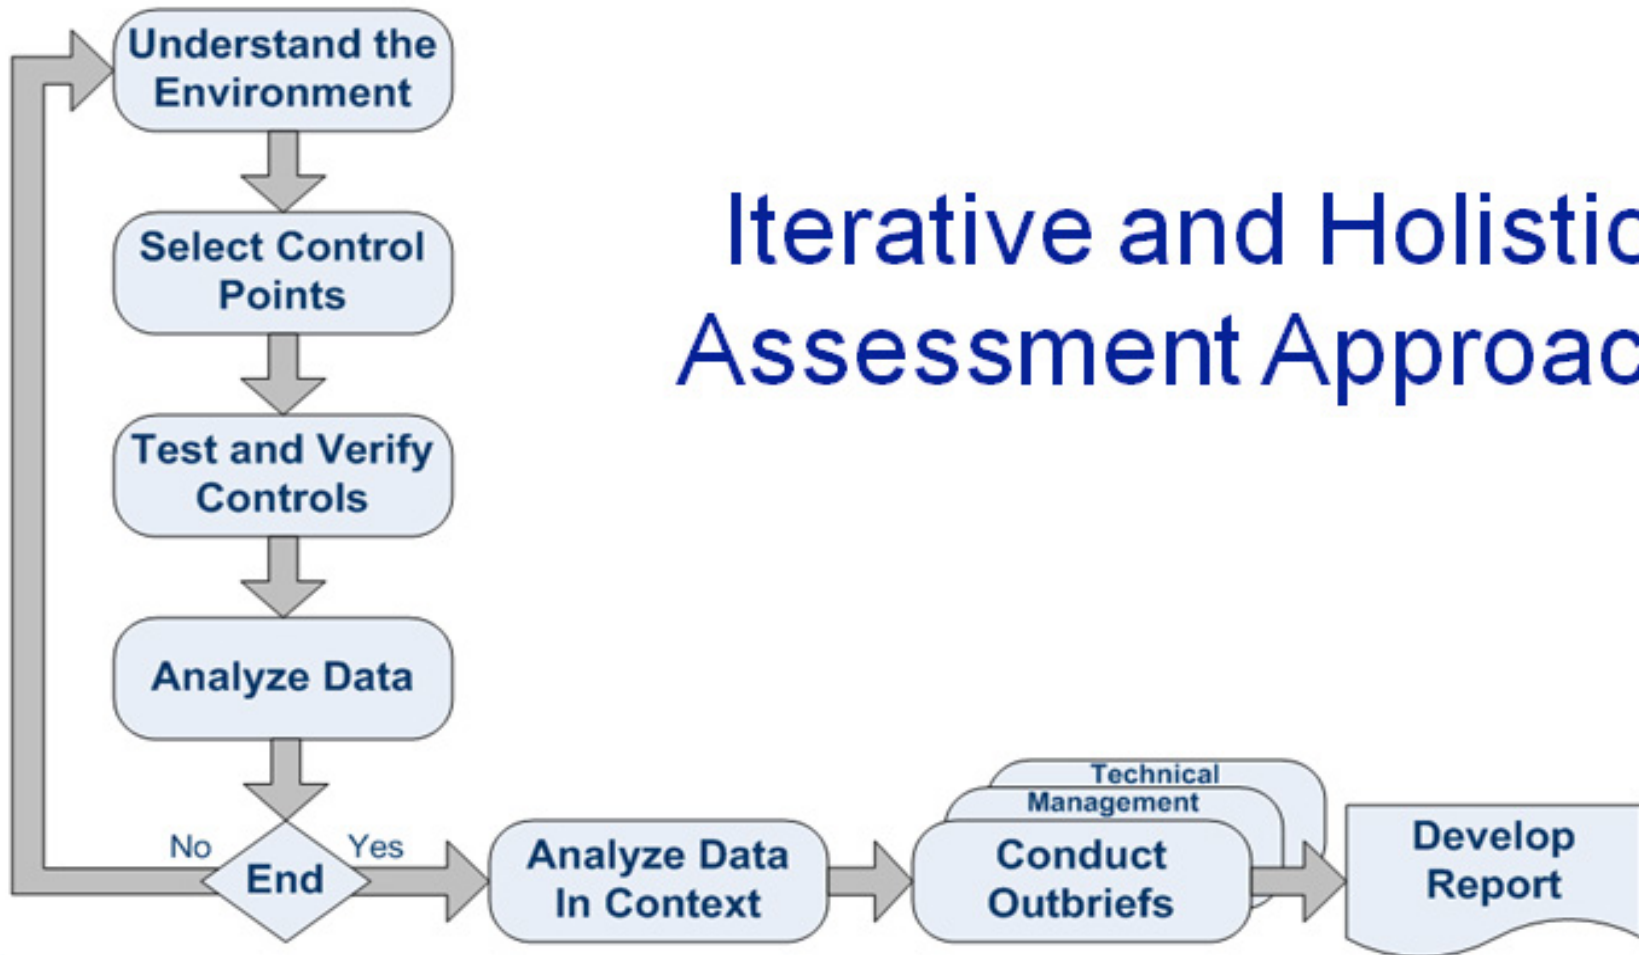 Understand the
Environment
Select Control
Points
Test and Verify
Controls
Analyze Data
No
Yes
End
Iterative and Holistic
Assessment Approac
Analyze Data
In Context
Technical
Management
Conduct
Outbriefs
Develop
Report